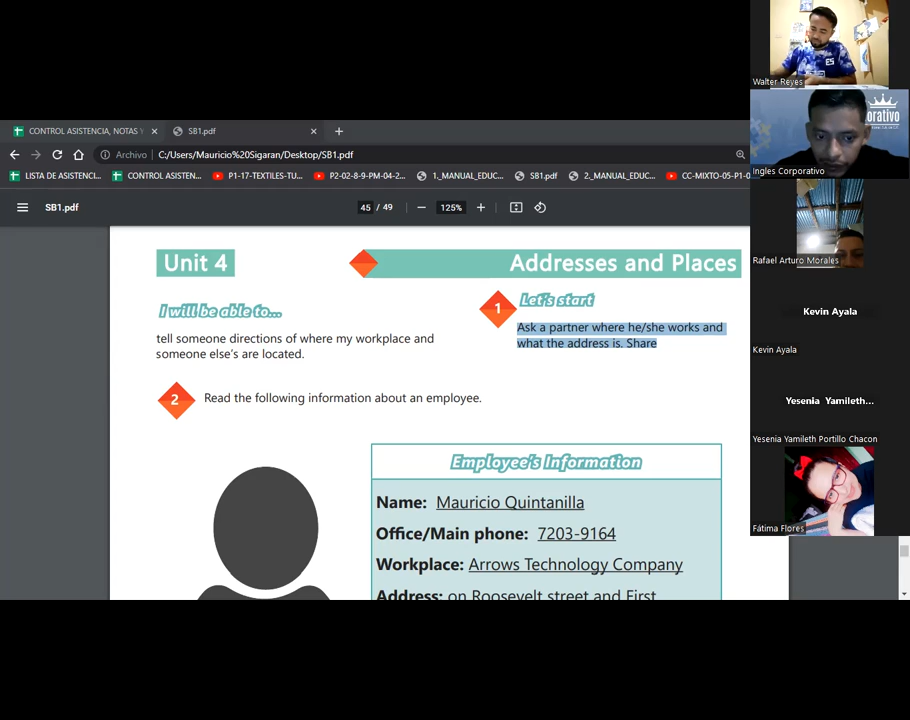 CONTROL ASISTENCIA, NOTAS Y
SB1.pdf
Archivo
C:/Users/Mauricio%20Sigaran/Desktop/SB1.pdf
LISTA DE ASISTENCI...
CONTROL ASISTEN...
P1-17-TEXTILES-TU...
P2-02-8-9-PM-04-2...
1._MANUAL_EDUC...
SB1.pdf
2._MANUAL_EDUC...
CC-MIXTO-05-P1-0
SB1.pdf
45 / 49
125%
Unit 4
Addresses and Places
I will be able to...
tell someone directions of where my workplace and
someone else's are located.
1
Let's start
Ask a partner where he/she works and
what the address is. Share
2
Read the following information about an employee.
Employee's Information
Name: Mauricio Quintanilla
Office/Main phone: 7203-9164
Workplace: Arrows Technology Company
Address: on Roosevelt street and First
Walter Reyes
orativo
Ingles Corporativo
Rafael Arturo Morales
Kevin Ayala
Kevin Ayala
Yesenia Yamileth...
Yesenia Yamileth Portillo Chacon
Fátima Flores